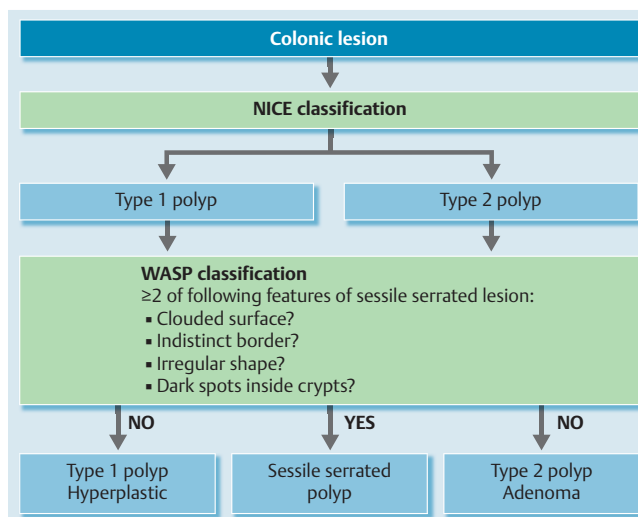 Colonic lesion
NICE classification
Type 1 polyp
Type 2 polyp
WASP classification
≥2 of following features of sessile serrated lesion:
▪ Clouded surface?
▪ Indistinct border?
▪ Irregular shape?
▪ Dark spots inside crypts?
NO
YES
NO
Type 1 polyp
Hyperplastic
Sessile serrated
polyp
Type 2 polyp
Adenoma